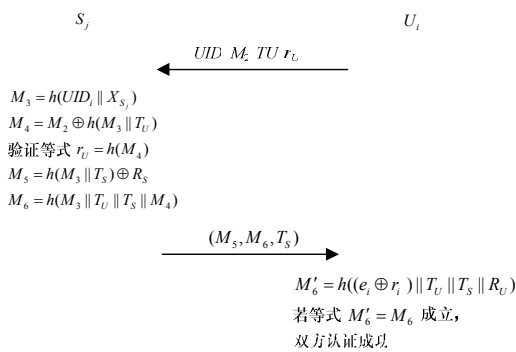 S_j U_i
UID M_2 TU r_U
M_3 = h(UID_i || X_{S_j})
M_4 = M_2 ⊕ h(M_3 || T_U)
验证等式 r_U = h(M_4)
M_5 = h(M_3 || T_S) ⊕ R_S
M_6 = h(M_3 || T_U || T_S || M_4)
(M_5, M_6, T_S)
M'_6 = h((e_i ⊕ r_i) || T_U || T_S || R_U)
若等式 M'_6 = M_6 成立，
双方认证成功